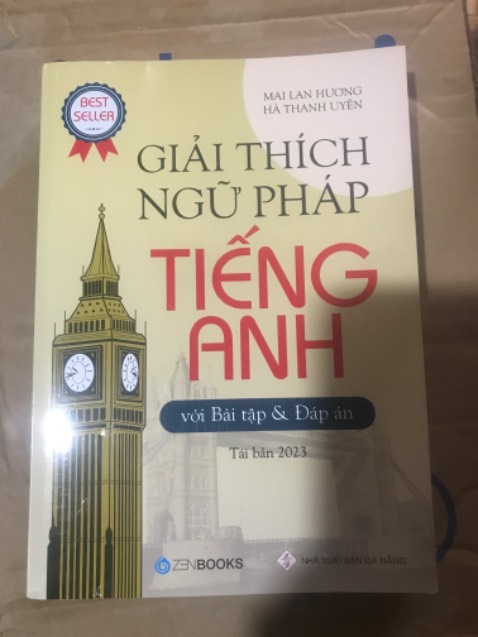 MAI LAN HƯƠNG
HÀ THANH UYÊN
BEST
SELLER
GIẢI THÍCH
NGỮ PHÁP
TIẾNG
ANH
với Bài tập & Đáp án
Tái bản 2023
ZENBOOKS
NHÀ XUẤT BẢN ĐÀ NẴNG